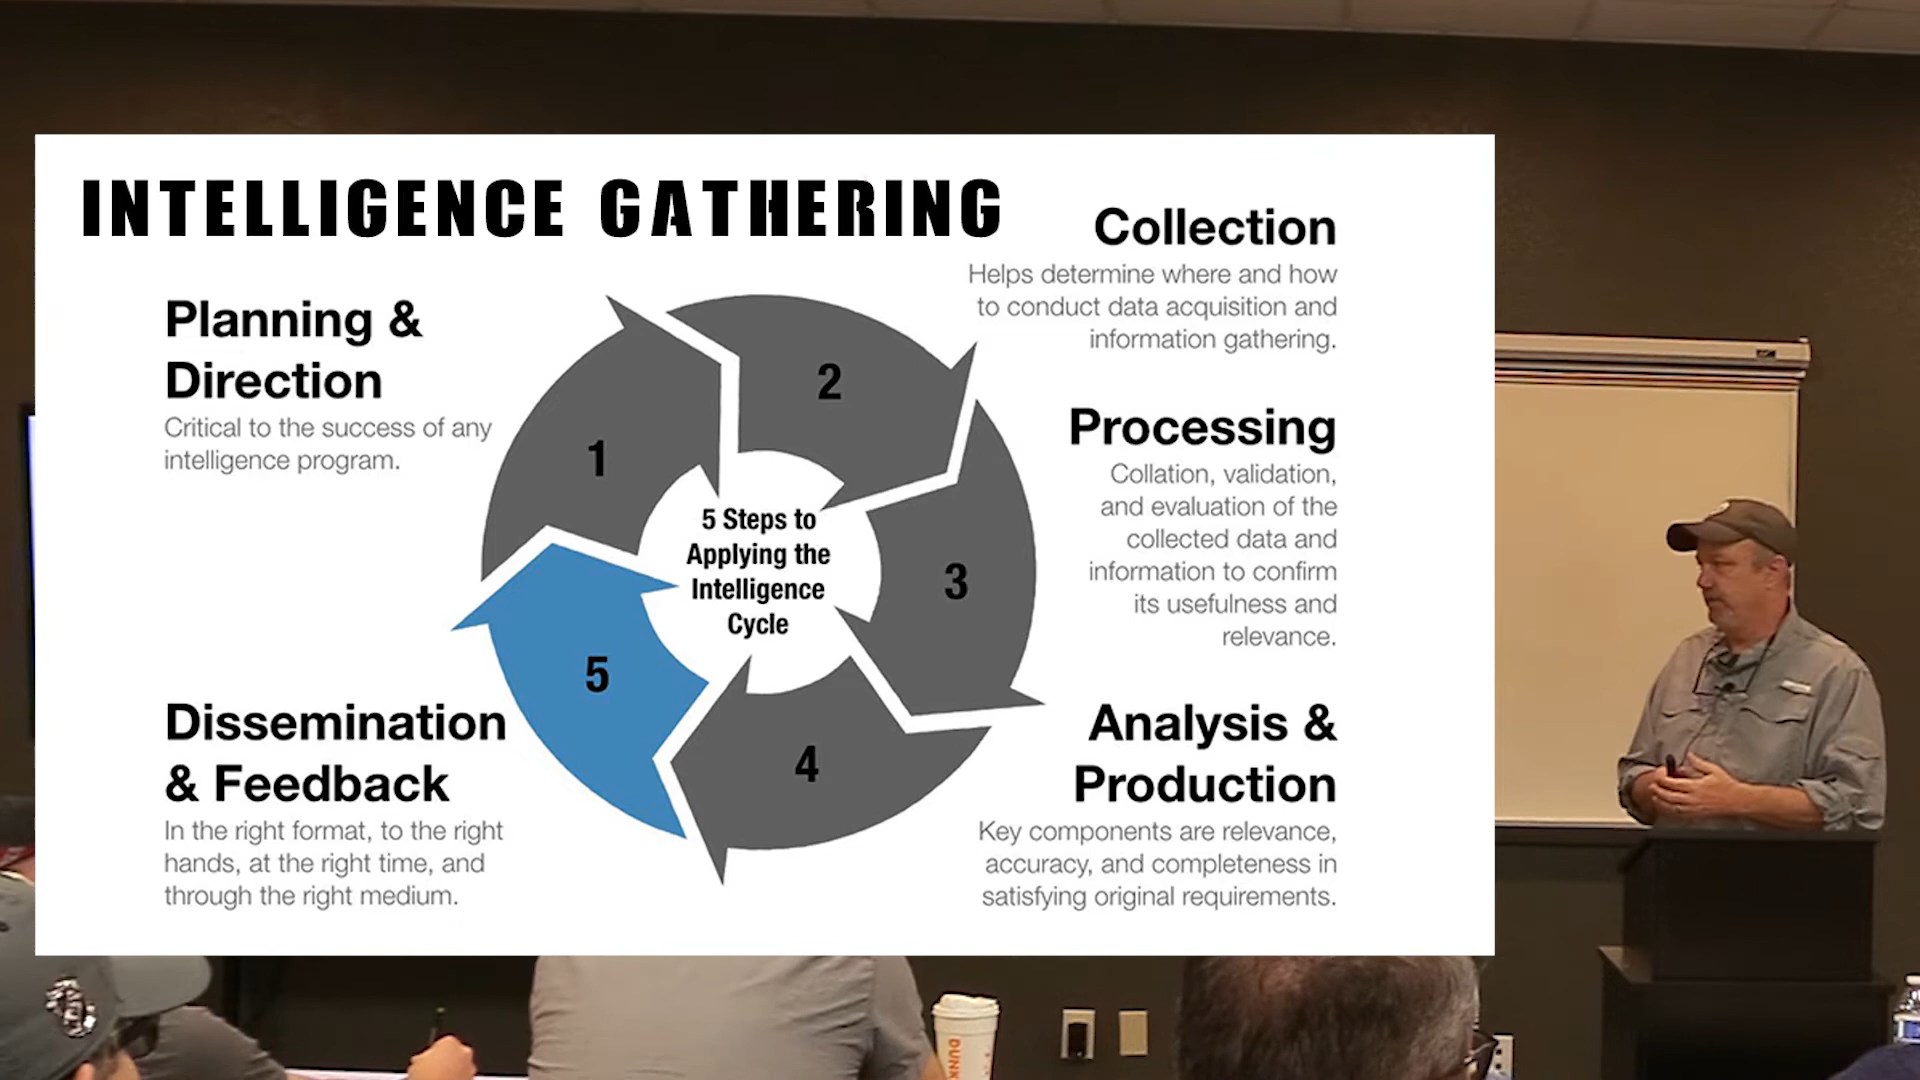 INTELLIGENCE GATHERING
Planning &
Direction
Critical to the success of any
intelligence program.
Collection
Helps determine where and how
to conduct data acquisition and
information gathering.
Processing
Collation, validation,
and evaluation of the
collected data and
information to confirm
its usefulness and
relevance.
Analysis &
Production
Key components are relevance,
accuracy, and completeness in
satisfying original requirements.
Dissemination
& Feedback
In the right format, to the right
hands, at the right time, and
through the right medium.
1
2
3
4
5
5 Steps to
Applying the
Intelligence
Cycle
DUNK